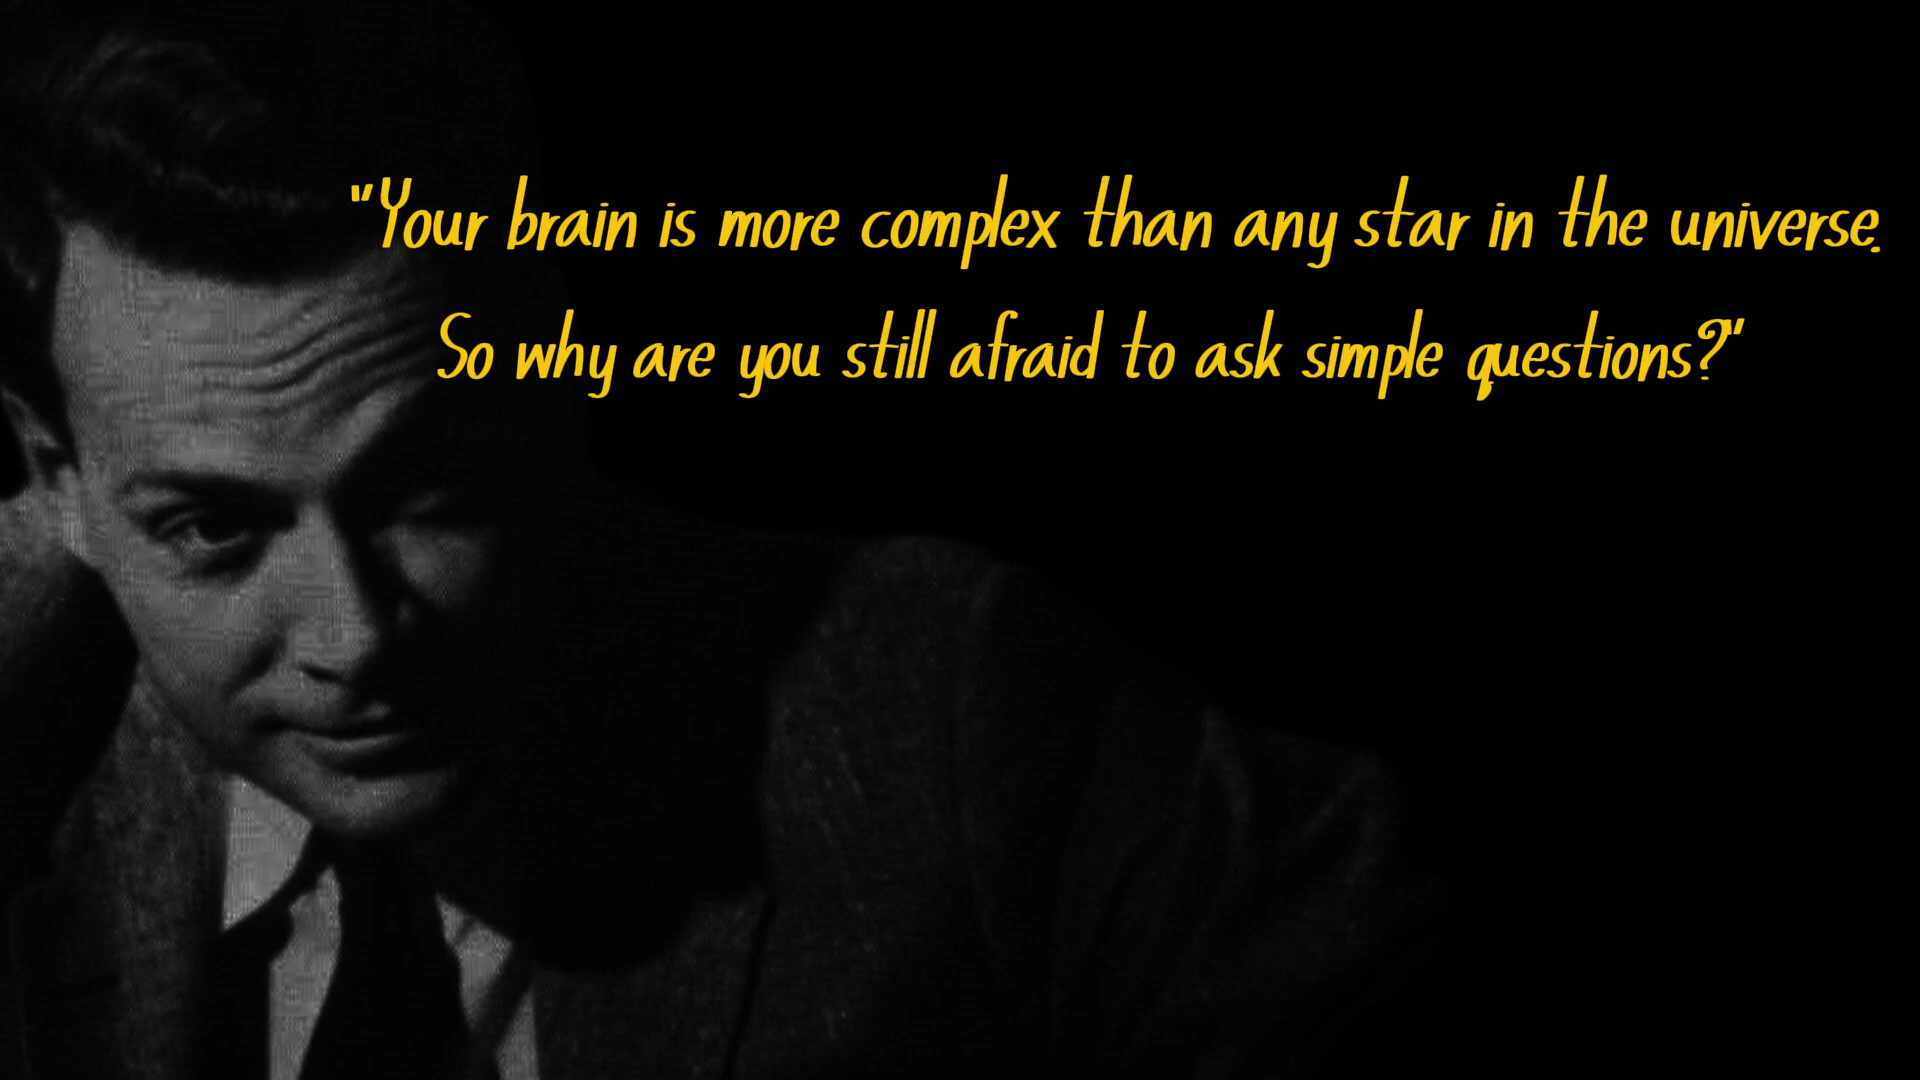 "Your brain is more complex than any star in the universe.
So why are you still afraid to ask simple questions?"